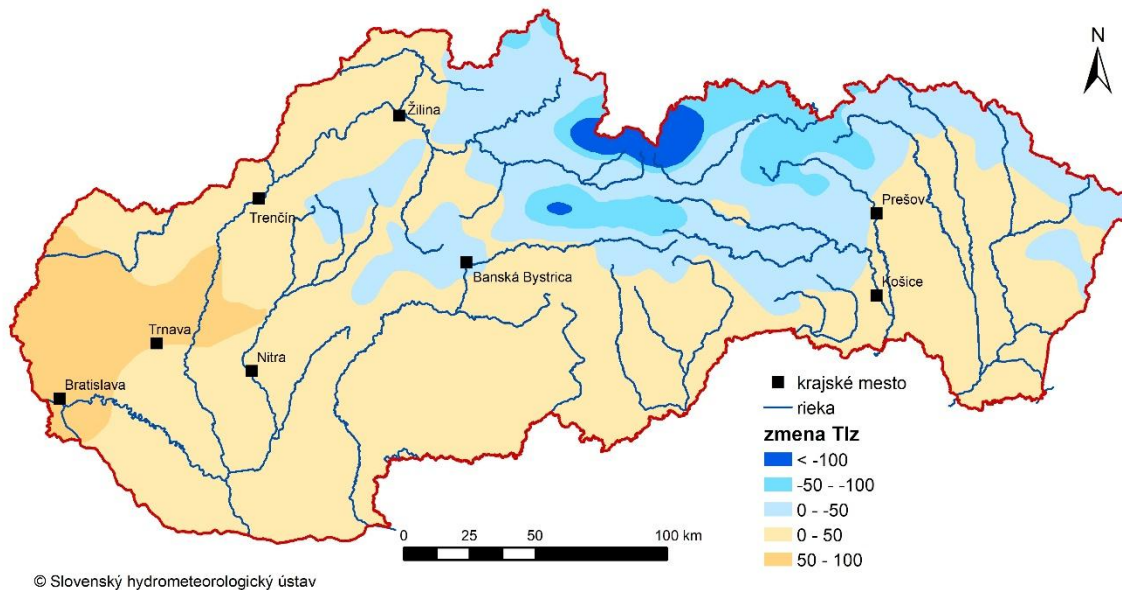 N
Žilina
Trenčín
Prešov
Banská Bystrica
Košice
Trnava
Nitra
Bratislava
krajské mesto
rieka
zmena Tlz
< -100
-50 - -100
0 - -50
0 - 50
50 - 100
0 25 50 100 km
© Slovenský hydrometeorologický ústav